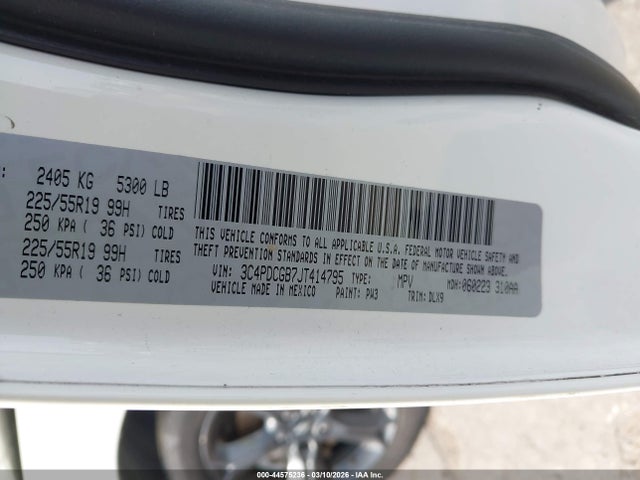 2405 KG 5300 LB
225/55R19 99H TIRES
250 KPA ( 36 PSI) COLD
225/55R19 99H TIRES
250 KPA ( 36 PSI) COLD
THIS VEHICLE CONFORMS TO ALL APPLICABLE U.S.A. FEDERAL MOTOR VEHICLE SAFETY AND
THEFT PREVENTION STANDARDS IN EFFECT ON THE DATE OF MANUFACTURE SHOWN ABOVE.
VIN: 3C4PDCGB7JT414795 TYPE: MPV MDH: 060223 310AA
VEHICLE MADE IN MEXICO PAINT: PW3 TRIM: DLX9
000-44575236 - 03/10/2026 - IAA Inc.